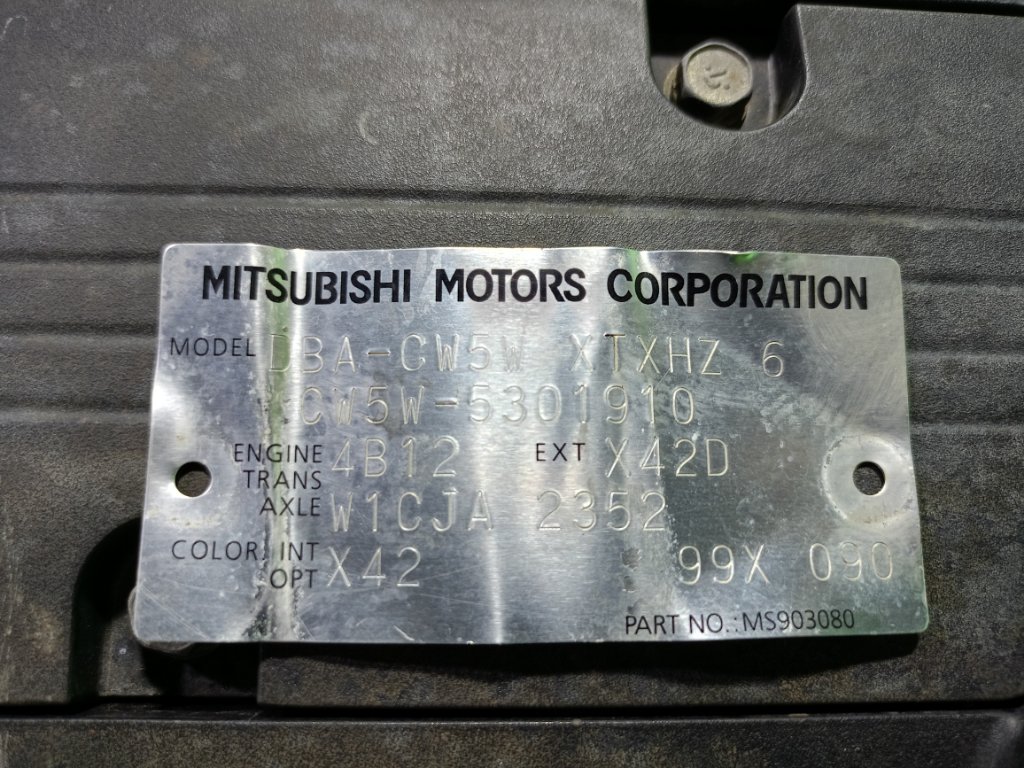 MITSUBISHI MOTORS CORPORATION
MODEL DBA-CW5W XTXHZ 6
CW5W-5301910
ENGINE 4B12 EXT X42D
TRANS
AXLE W1CJA 2352
COLOR, INT
OPT X42 99X 090
PART NO.:MS903080